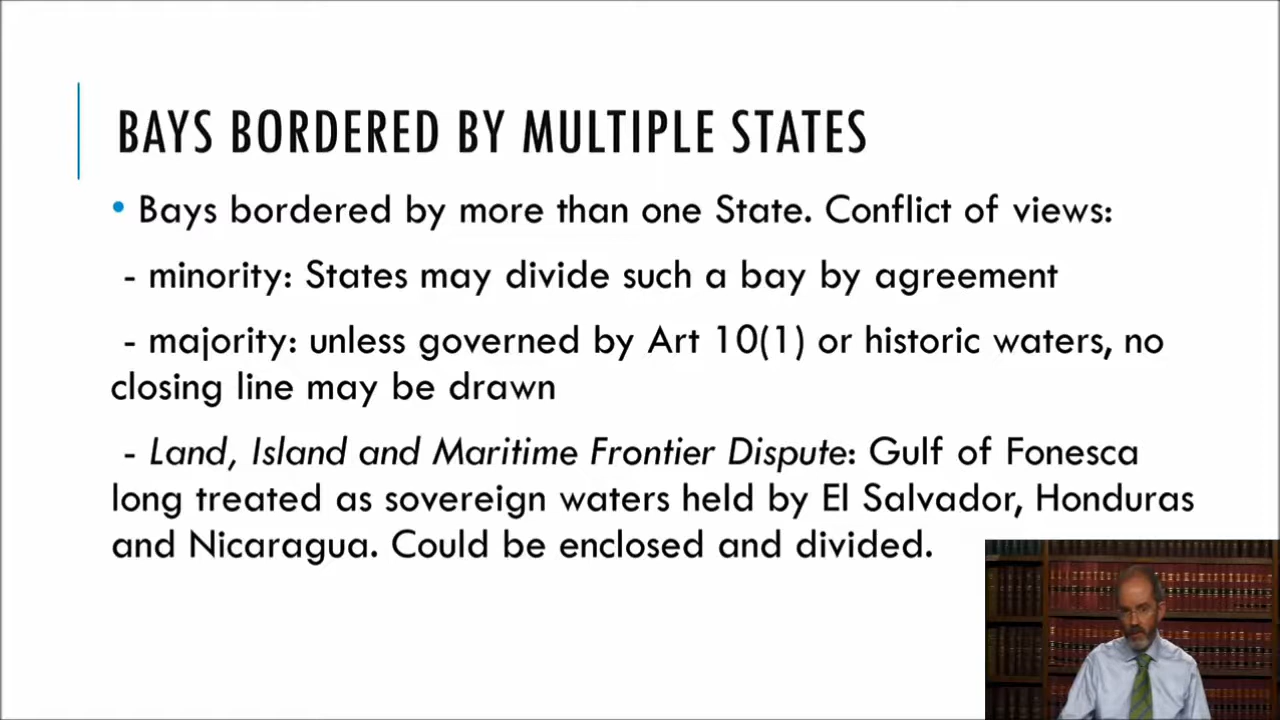 BAYS BORDERED BY MULTIPLE STATES
• Bays bordered by more than one State. Conflict of views:
- minority: States may divide such a bay by agreement
- majority: unless governed by Art 10(1) or historic waters, no
closing line may be drawn
- Land, Island and Maritime Frontier Dispute: Gulf of Fonesca
long treated as sovereign waters held by El Salvador, Honduras
and Nicaragua. Could be enclosed and divided.